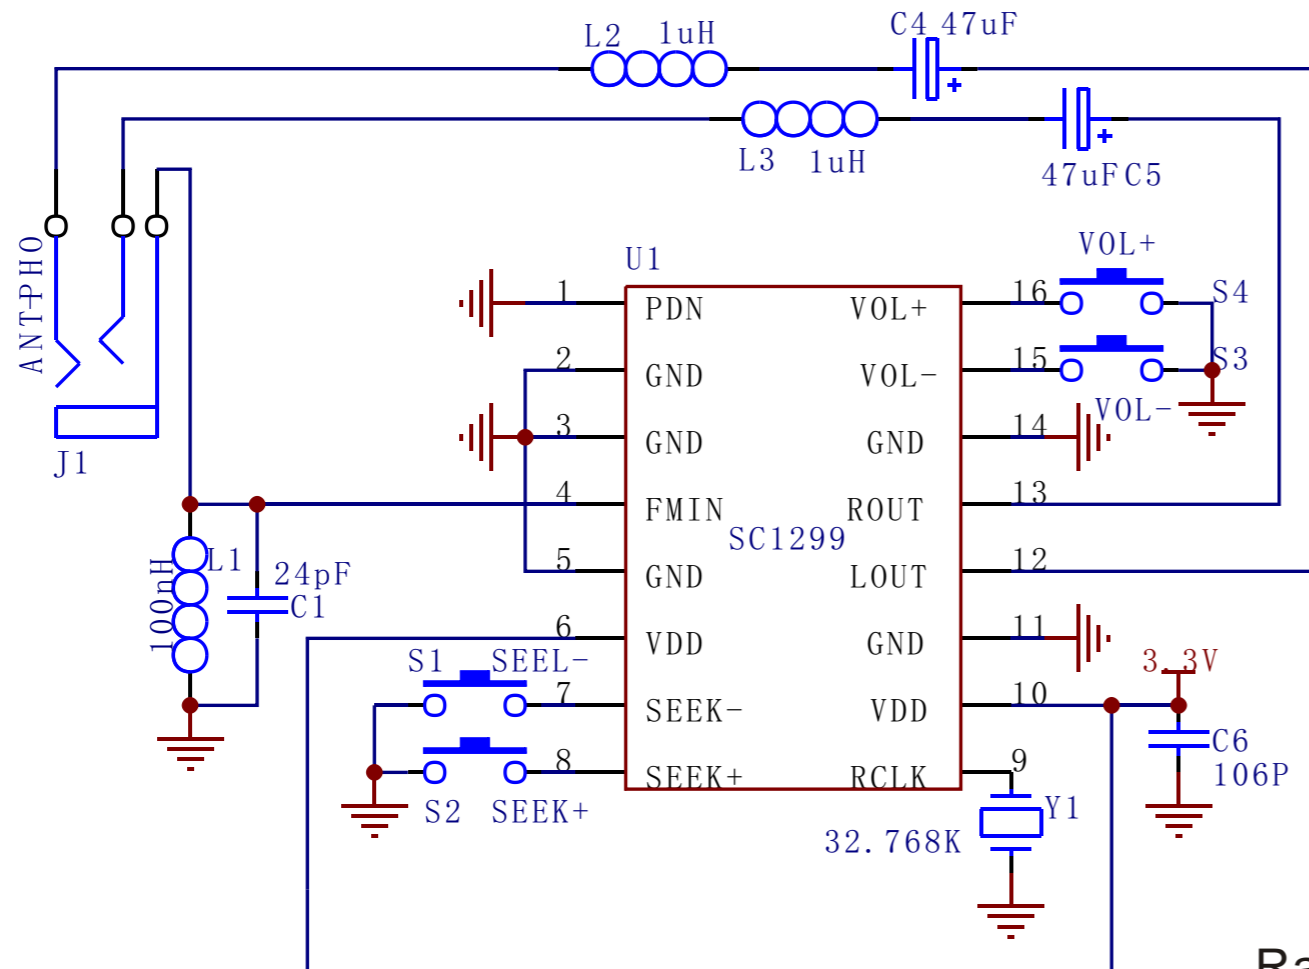 C4 47uF
L2 1uH
L3 1uH
47uF C5
ANT-PHO
VOL+
U1
1 PDN VOL+ 16 S4
2 GND VOL- 15 S3
VOL-
3 GND GND 14
J1
4 FMIN ROUT 13
SC1299
L1 100nH
24pF
C1
5 GND LOUT 12
6 VDD GND 11
3.3V
S1 SEEL-
7 SEEK- VDD 10
C6
106P
8 SEEK+ RCLK 9
S2 SEEK+
Y1
32.768K
Ra